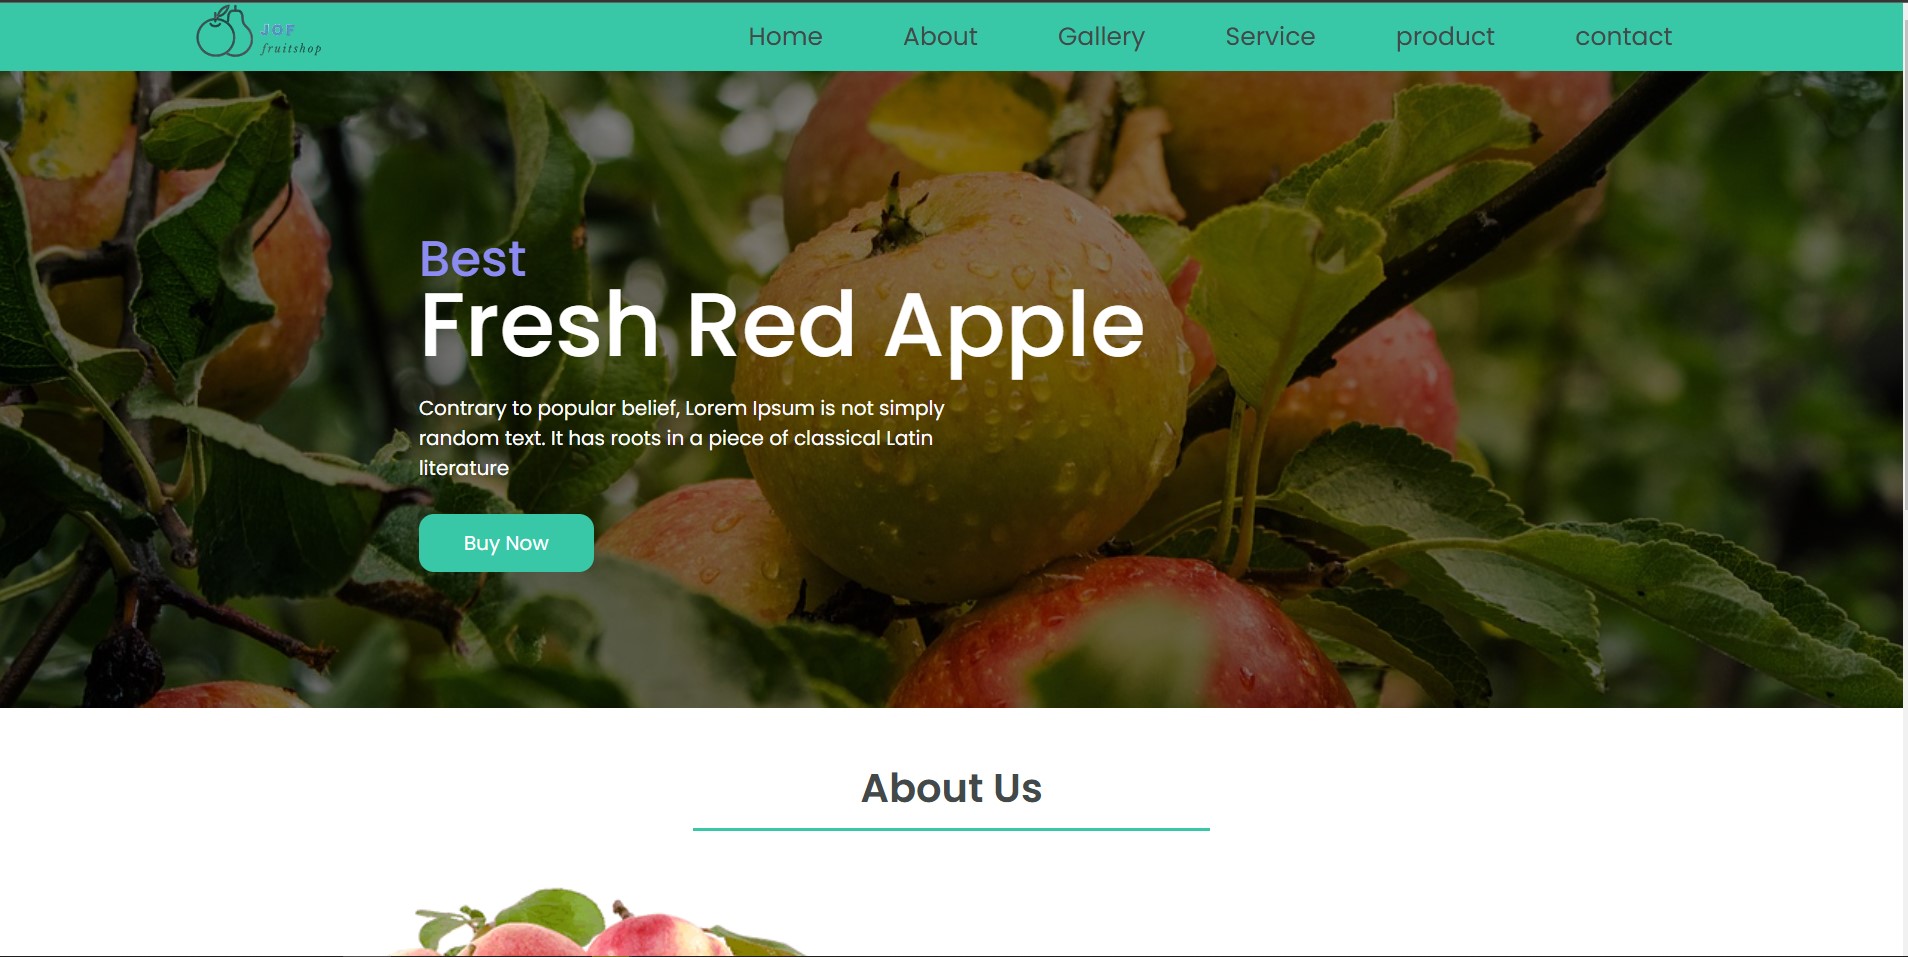 JOF
fruitshop
Home About Gallery Service product contact
Best
Fresh Red Apple
Contrary to popular belief, Lorem Ipsum is not simply
random text. It has roots in a piece of classical Latin
literature
Buy Now
About Us